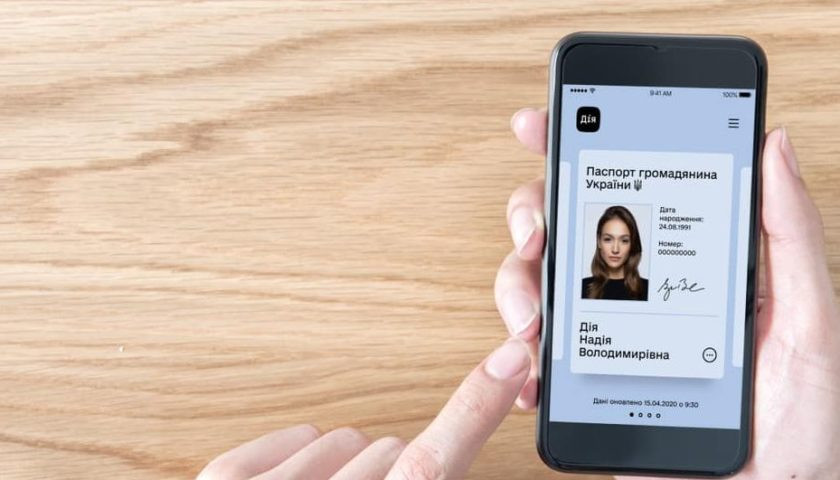 9:41 AM
100%
Дія
Паспорт громадянина
України
Дата
народження:
24.08.1991
Номер:
000000000
Дія
Надія
Володимирівна
Дані оновлено 15.04.2020 о 9:30